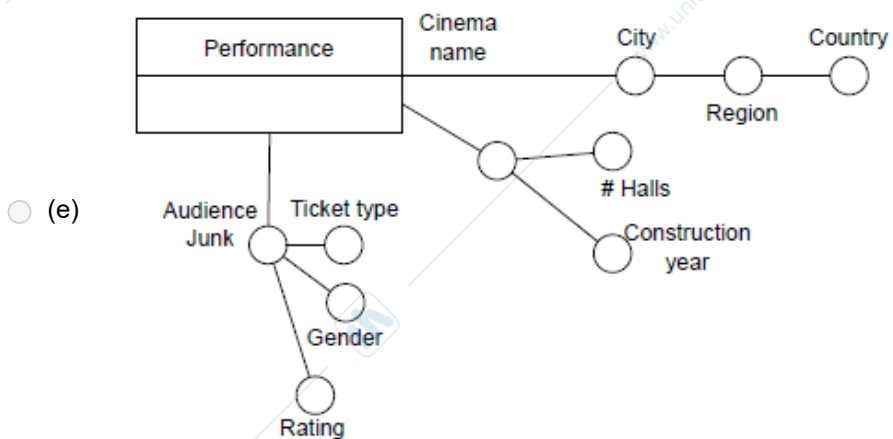 Performance
Cinema
name
City
Country
Region
# Halls
(e)
Audience
Junk
Ticket type
Construction
year
Gender
Rating